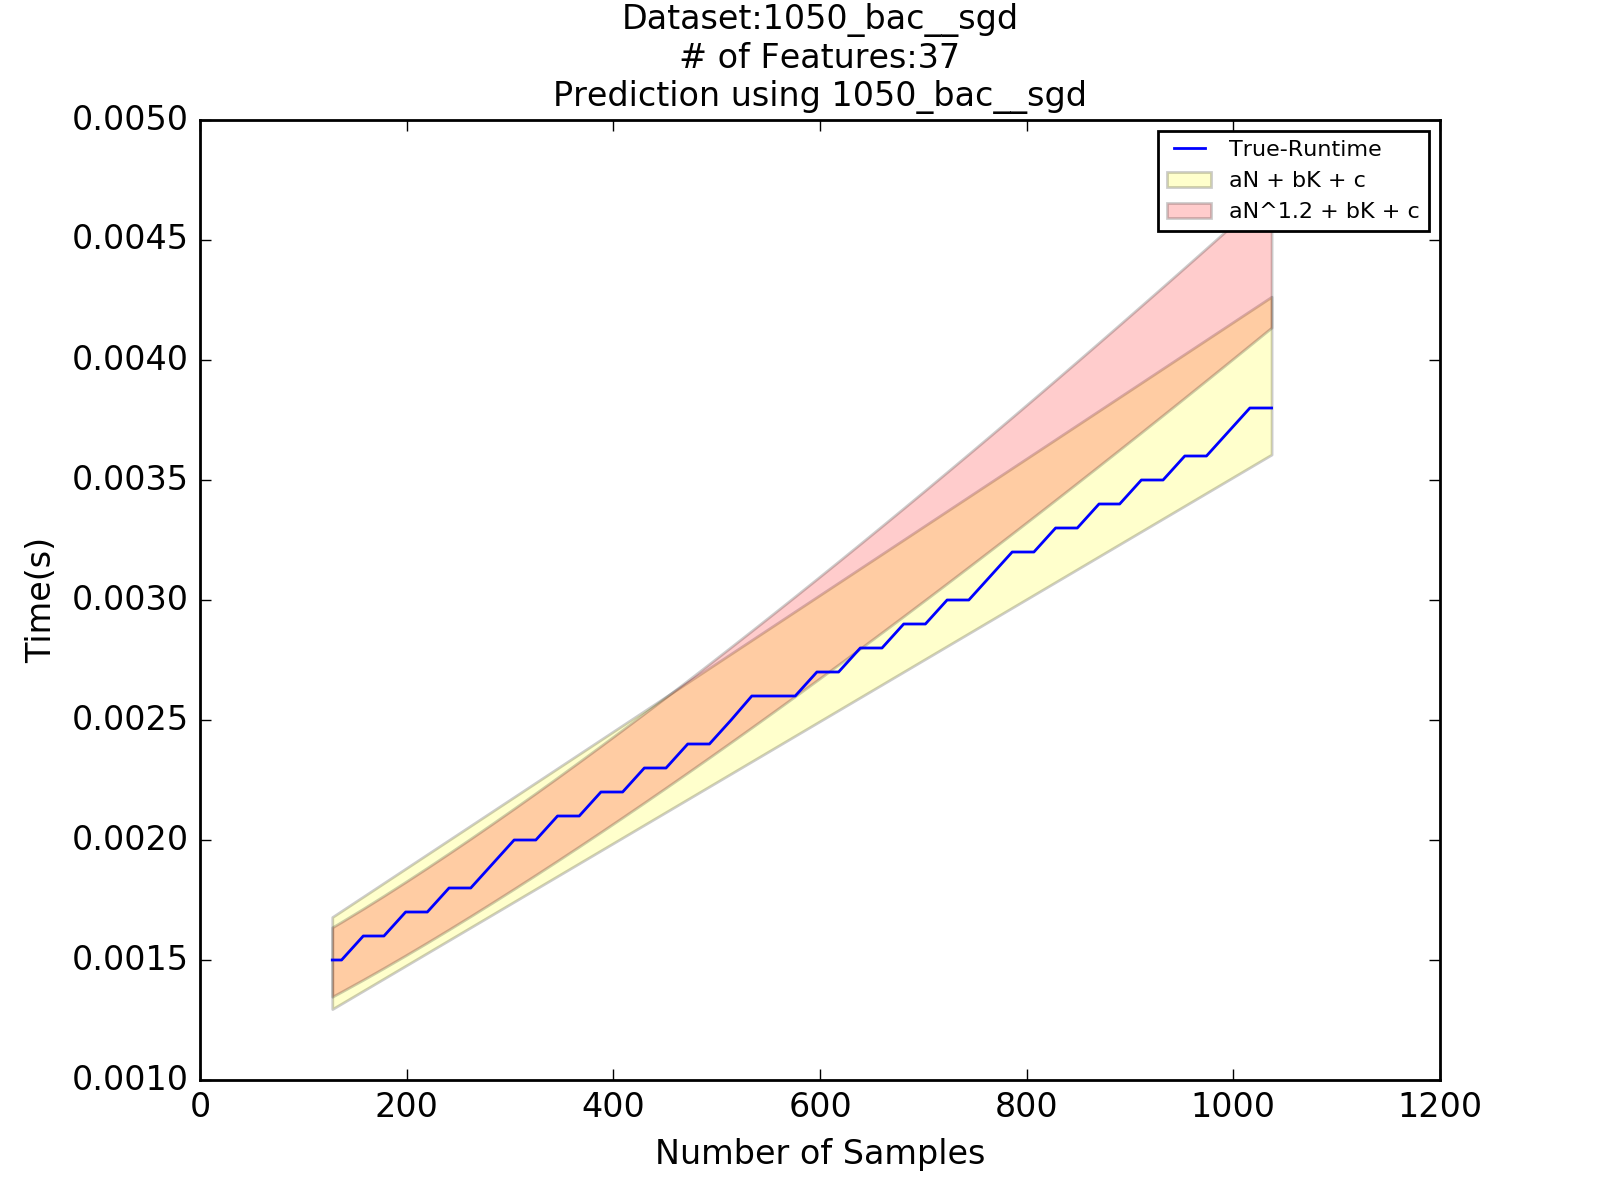 Dataset:1050_bac__sgd
# of Features:37
Prediction using 1050_bac__sgd
0.0050
0.0045
0.0040
0.0035
0.0030
0.0025
0.0020
0.0015
0.0010
Time(s)
True-Runtime
aN + bK + c
aN^1.2 + bK + c
0 200 400 600 800 1000 1200
Number of Samples